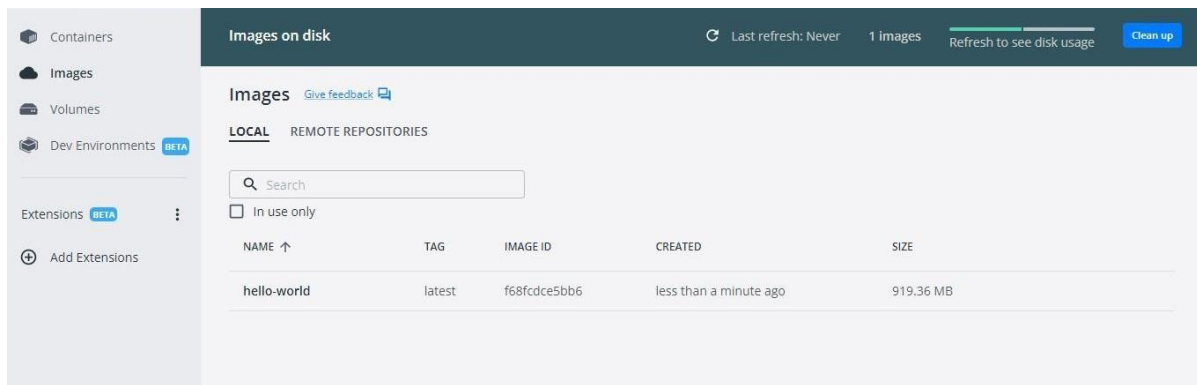 Containers
Images
Volumes
Dev Environments BETA
Extensions BETA
Add Extensions
Images on disk
Last refresh: Never
1 images
Refresh to see disk usage
Clean up
Images Give feedback
LOCAL REMOTE REPOSITORIES
Search
In use only
NAME TAG IMAGE ID CREATED SIZE
hello-world latest f68fcdce5bb6 less than a minute ago 919.36 MB